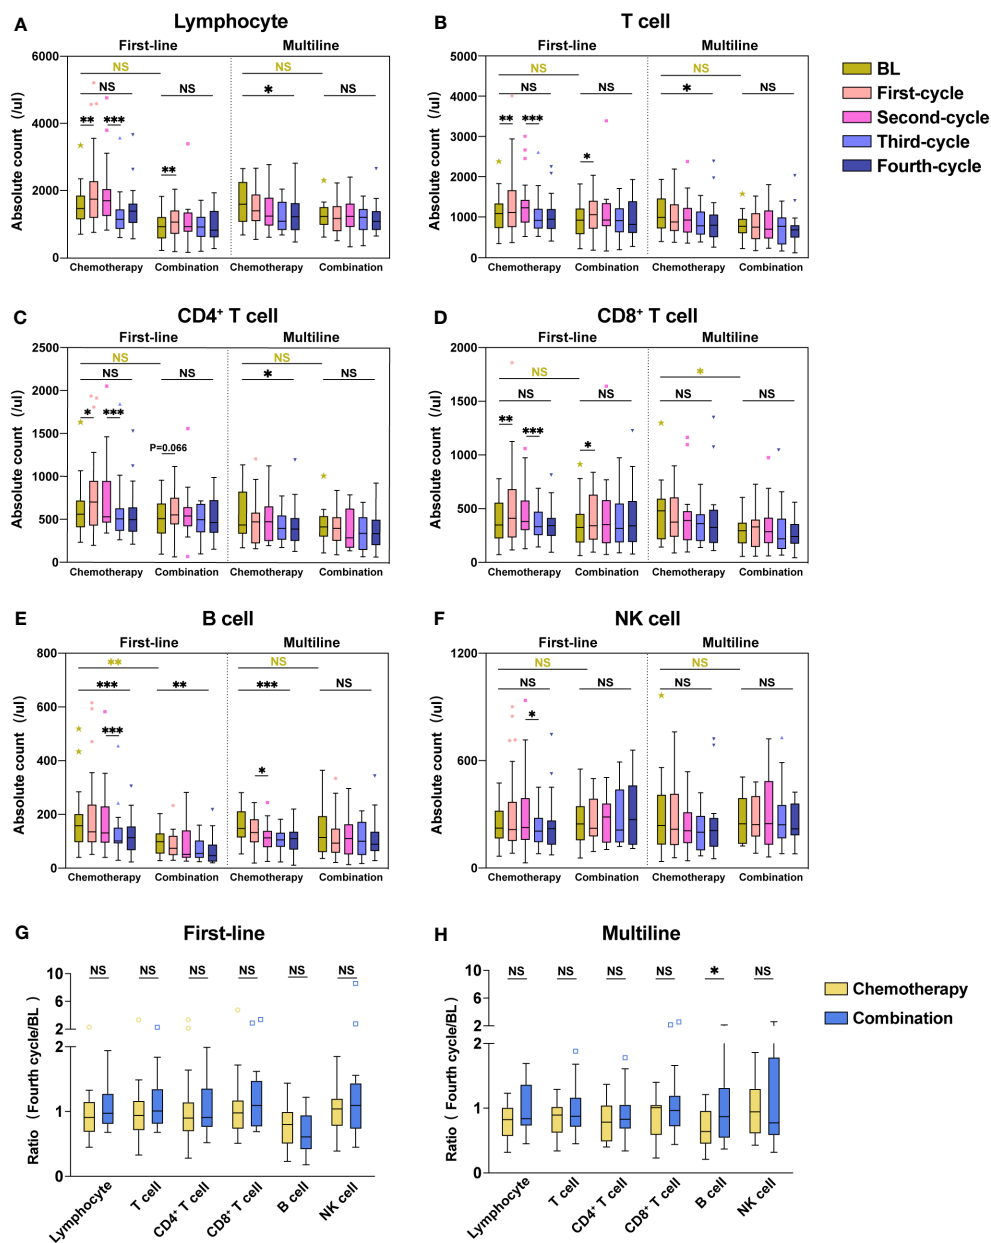 A Lymphocyte
First-line Multiline
Absolute count (/ul)
6000
4000
2000
0
NS NS
NS NS * NS
** *** **
Chemotherapy Combination Chemotherapy Combination
B T cell
First-line Multiline
Absolute count (/ul)
5000
4000
3000
2000
1000
0
NS NS
NS NS * NS
** *** *
Chemotherapy Combination Chemotherapy Combination
BL
First-cycle
Second-cycle
Third-cycle
Fourth-cycle
C CD4+ T cell
First-line Multiline
Absolute count (/ul)
2500
2000
1500
1000
500
0
NS NS
NS NS * NS
* *** P=0.066
Chemotherapy Combination Chemotherapy Combination
D CD8+ T cell
First-line Multiline
Absolute count (/ul)
2000
1500
1000
500
0
NS *
NS NS NS NS
** *** *
Chemotherapy Combination Chemotherapy Combination
E B cell
First-line Multiline
Absolute count (/ul)
800
600
400
200
0
** NS
*** ** *** NS
*** *
Chemotherapy Combination Chemotherapy Combination
F NK cell
First-line Multiline
Absolute count (/ul)
1200
600
0
NS NS
NS NS NS NS
*
Chemotherapy Combination Chemotherapy Combination
G First-line
Ratio (Fourth cycle/BL)
10
8
6
4
2
2
1
0
NS NS NS NS NS NS
Lymphocyte T cell CD4+ T cell CD8+ T cell B cell NK cell
H Multiline
Ratio (Fourth cycle/BL)
10
8
6
4
2
2
1
0
NS NS NS NS * NS
Lymphocyte T cell CD4+ T cell CD8+ T cell B cell NK cell
Chemotherapy
Combination